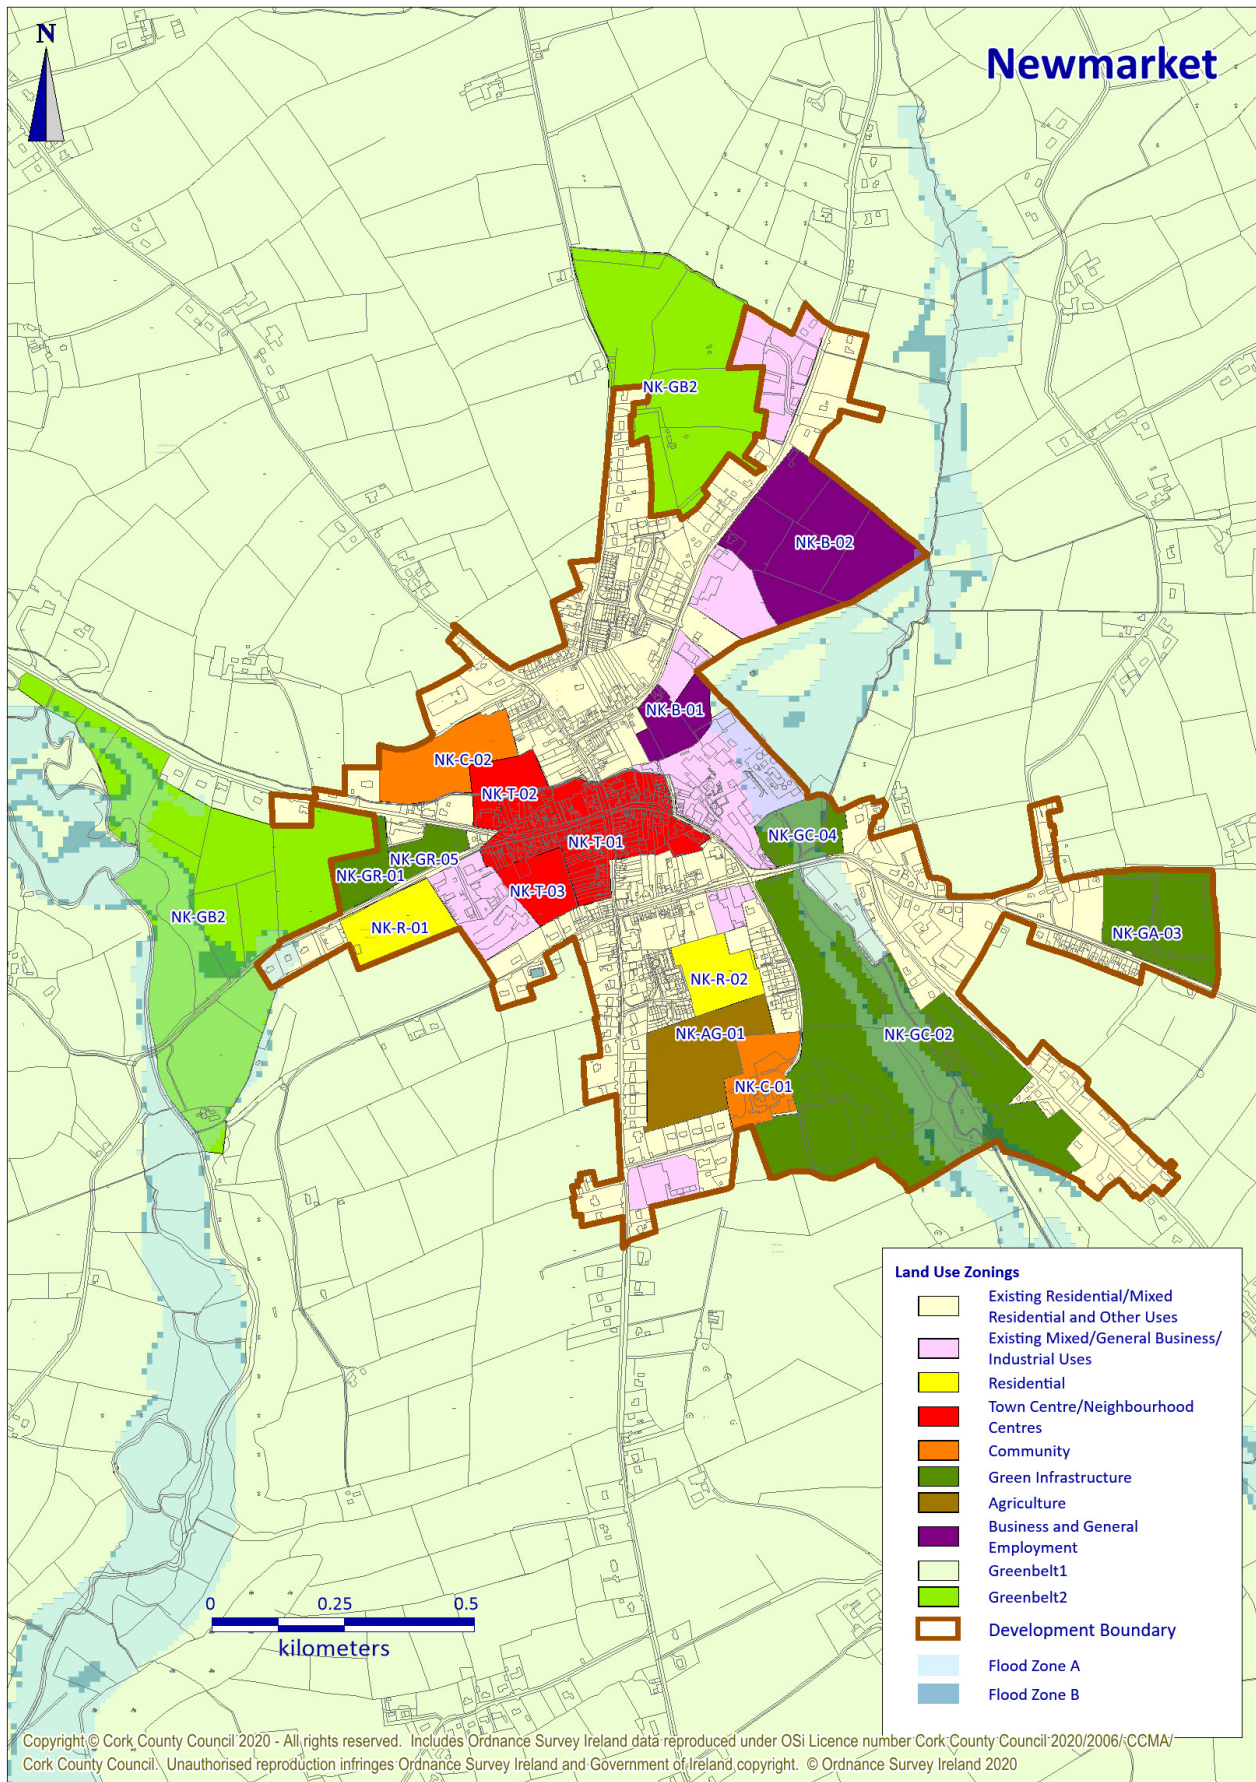 N
Newmarket
NK-GB2
NK-B-02
NK-B-01
NK-C-02
NK-T-02
NK-T-01
NK-GC-04
NK-GR-05
NK-GR-01
NK-T-03
NK-GB2
NK-R-01
NK-GA-03
NK-R-02
NK-AG-01
NK-GC-02
NK-C-01
Land Use Zonings
Existing Residential/Mixed
Residential and Other Uses
Existing Mixed/General Business/
Industrial Uses
Residential
Town Centre/Neighbourhood
Centres
Community
Green Infrastructure
Agriculture
Business and General
Employment
Greenbelt1
Greenbelt2
Development Boundary
Flood Zone A
Flood Zone B
0 0.25 0.5
kilometers
Copyright © Cork County Council 2020 - All rights reserved. Includes Ordnance Survey Ireland data reproduced under OSi Licence number Cork County Council 2020/2006/ CCMA/
Cork County Council. Unauthorised reproduction infringes Ordnance Survey Ireland and Government of Ireland copyright. © Ordnance Survey Ireland 2020